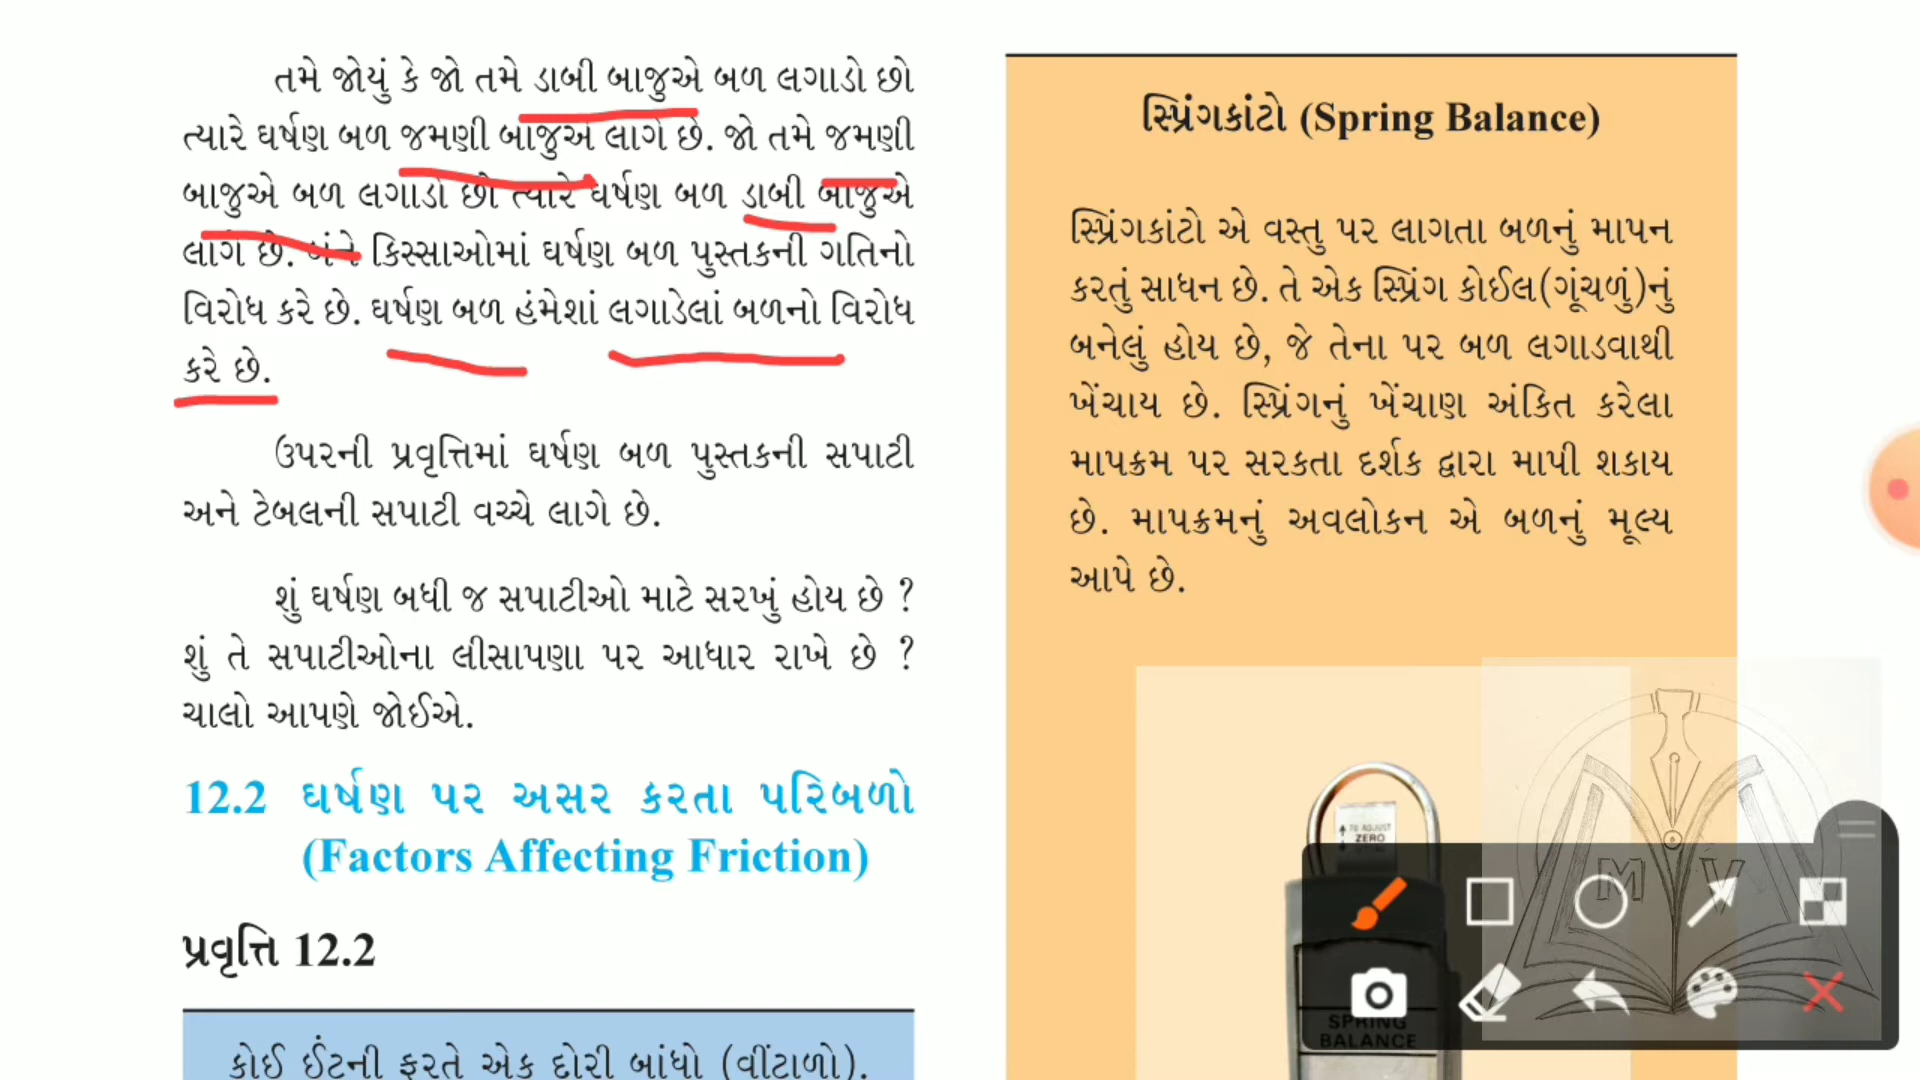 તમે જોયું કે જો તમે ડાબી બાજુએ બળ લગાડો છો
ત્યારે ઘર્ષણ બળ જમણી બાજુએ લાગે છે. જો તમે જમણી
બાજુએ બળ લગાડો છો ત્યારે ઘર્ષણ બળ ડાબી બાજુએ
લાગે છે. બંને કિસ્સાઓમાં ઘર્ષણ બળ પુસ્તકની ગતિનો
વિરોધ કરે છે. ઘર્ષણ બળ હંમેશાં લગાડેલાં બળનો વિરોધ
કરે છે.
ઉપરની પ્રવૃત્તિમાં ઘર્ષણ બળ પુસ્તકની સપાટી
અને ટેબલની સપાટી વચ્ચે લાગે છે.
શું ઘર્ષણ બધી જ સપાટીઓ માટે સરખું હોય છે ?
શું તે સપાટીઓના લીસાપણા પર આધાર રાખે છે ?
ચાલો આપણે જોઈએ.
12.2 ઘર્ષણ પર અસર કરતા પરિબળો
(Factors Affecting Friction)
પ્રવૃત્તિ 12.2
કોઈ ઈંટની ફરતે એક દોરી બાંધો (વીંટાળો).
સ્પ્રિંગકાંટો (Spring Balance)
સ્પ્રિંગકાંટો એ વસ્તુ પર લાગતા બળનું માપન
કરતું સાધન છે. તે એક સ્પ્રિંગ કોઈલ(ગૂંચળું)નું
બનેલું હોય છે, જે તેના પર બળ લગાડવાથી
ખેંચાય છે. સ્પ્રિંગનું ખેંચાણ અંકિત કરેલા
માપક્રમ પર સરકતા દર્શક દ્વારા માપી શકાય
છે. માપક્રમનું અવલોકન એ બળનું મૂલ્ય
આપે છે.
TO ADJUST
ZERO
SPRING
BALANCE
M V